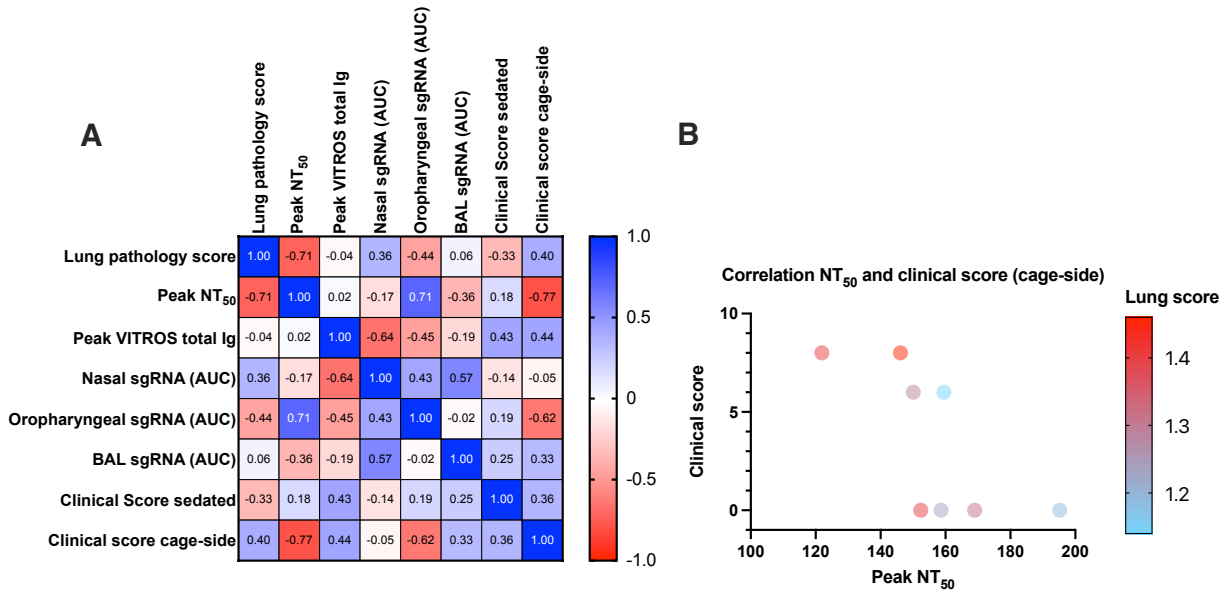 A
Lung pathology score
Peak NT50
Peak VITROS total Ig
Nasal sgRNA (AUC)
Oropharyngeal sgRNA (AUC)
BAL sgRNA (AUC)
Clinical Score sedated
Clinical score cage-side
Lung pathology score 1.00 -0.71 -0.04 0.36 -0.44 0.06 -0.33 0.40
Peak NT50 -0.71 1.00 0.02 -0.17 0.71 -0.36 0.18 -0.77
Peak VITROS total Ig -0.04 0.02 1.00 -0.64 -0.45 -0.19 0.43 0.44
Nasal sgRNA (AUC) 0.36 -0.17 -0.64 1.00 0.43 0.57 -0.14 -0.05
Oropharyngeal sgRNA (AUC) -0.44 0.71 -0.45 0.43 1.00 -0.02 0.19 -0.62
BAL sgRNA (AUC) 0.06 -0.36 -0.19 0.57 -0.02 1.00 0.25 0.33
Clinical Score sedated -0.33 0.18 0.43 -0.14 0.19 0.25 1.00 0.36
Clinical score cage-side 0.40 -0.77 0.44 -0.05 -0.62 0.33 0.36 1.00
1.0
0.5
0
-0.5
-1.0
B
Correlation NT50 and clinical score (cage-side)
Clinical score
10
5
0
100 120 140 160 180 200
Peak NT50
Lung score
1.4
1.3
1.2